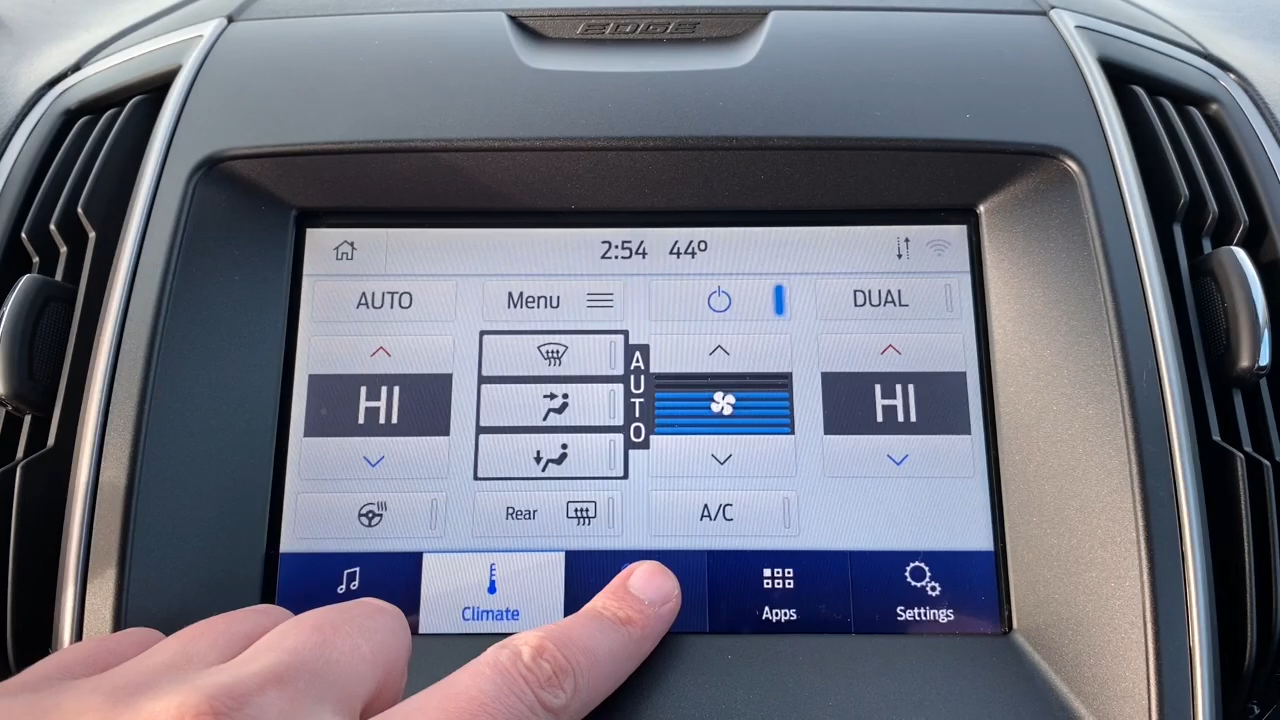 EDGE
2:54 44º
AUTO Menu DUAL
HI AUTO HI
Rear A/C
Climate Apps Settings